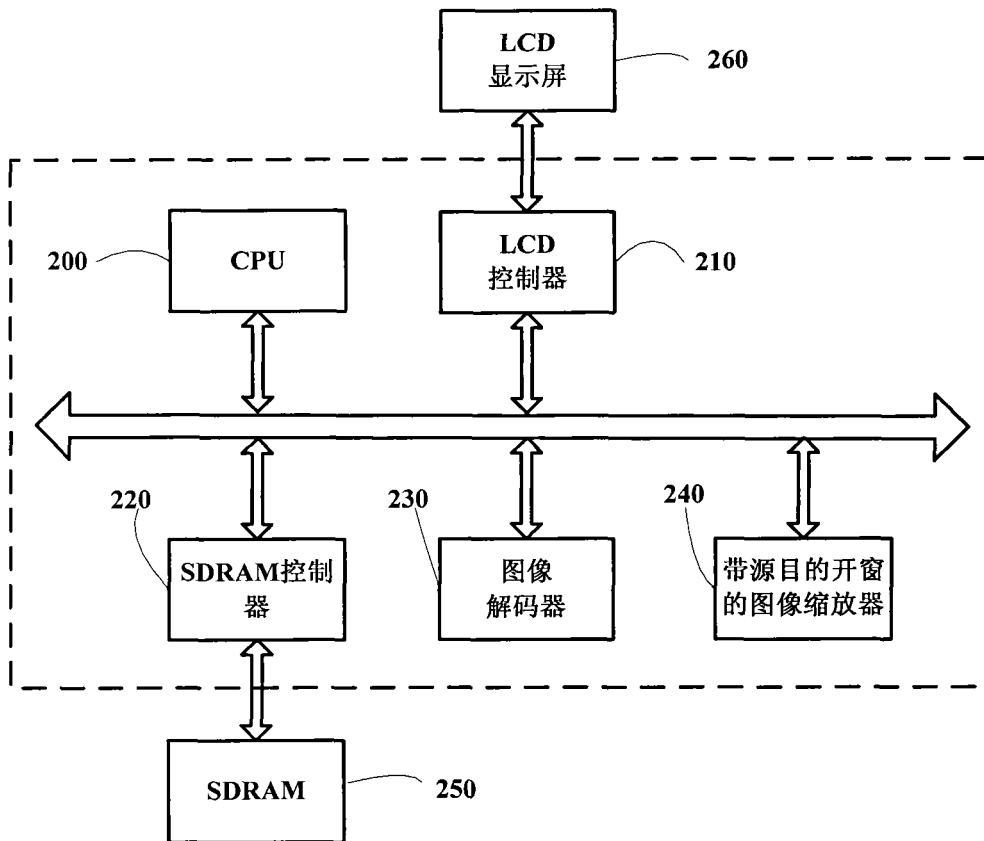 LCD
显示屏
260
200
CPU
LCD
控制器
210
220
230
240
SDRAM控制
器
图像
解码器
带源目的开窗
的图像缩放器
SDRAM
250